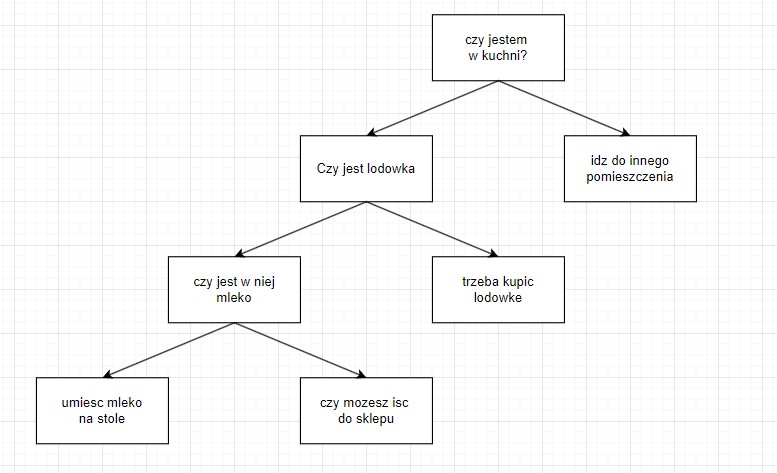 czy jestem
w kuchni?
Czy jest lodowka
idz do innego
pomieszczenia
czy jest w niej
mleko
trzeba kupic
lodowke
umiesc mleko
na stole
czy mozesz isc
do sklepu